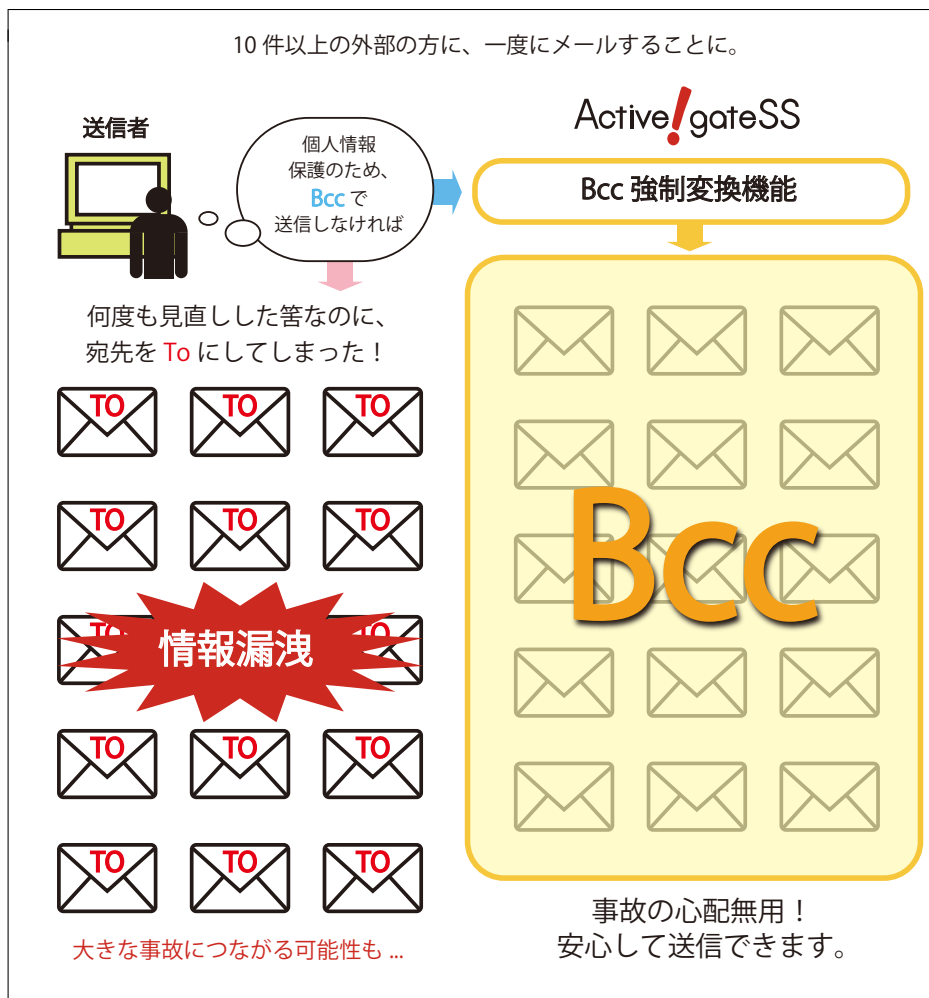 10 件以上の外部の方に、一度にメールすることに。
送信者
個人情報
保護のため、
Bcc で
送信しなければ
Active! gateSS
Bcc 強制変換機能
何度も見直しした筈なのに、
宛先を To にしてしまった！
TO TO TO
TO TO TO
TO TO
情報漏洩
TO TO TO
TO TO TO
大きな事故につながる可能性も ...
Bcc
事故の心配無用！
安心して送信できます。